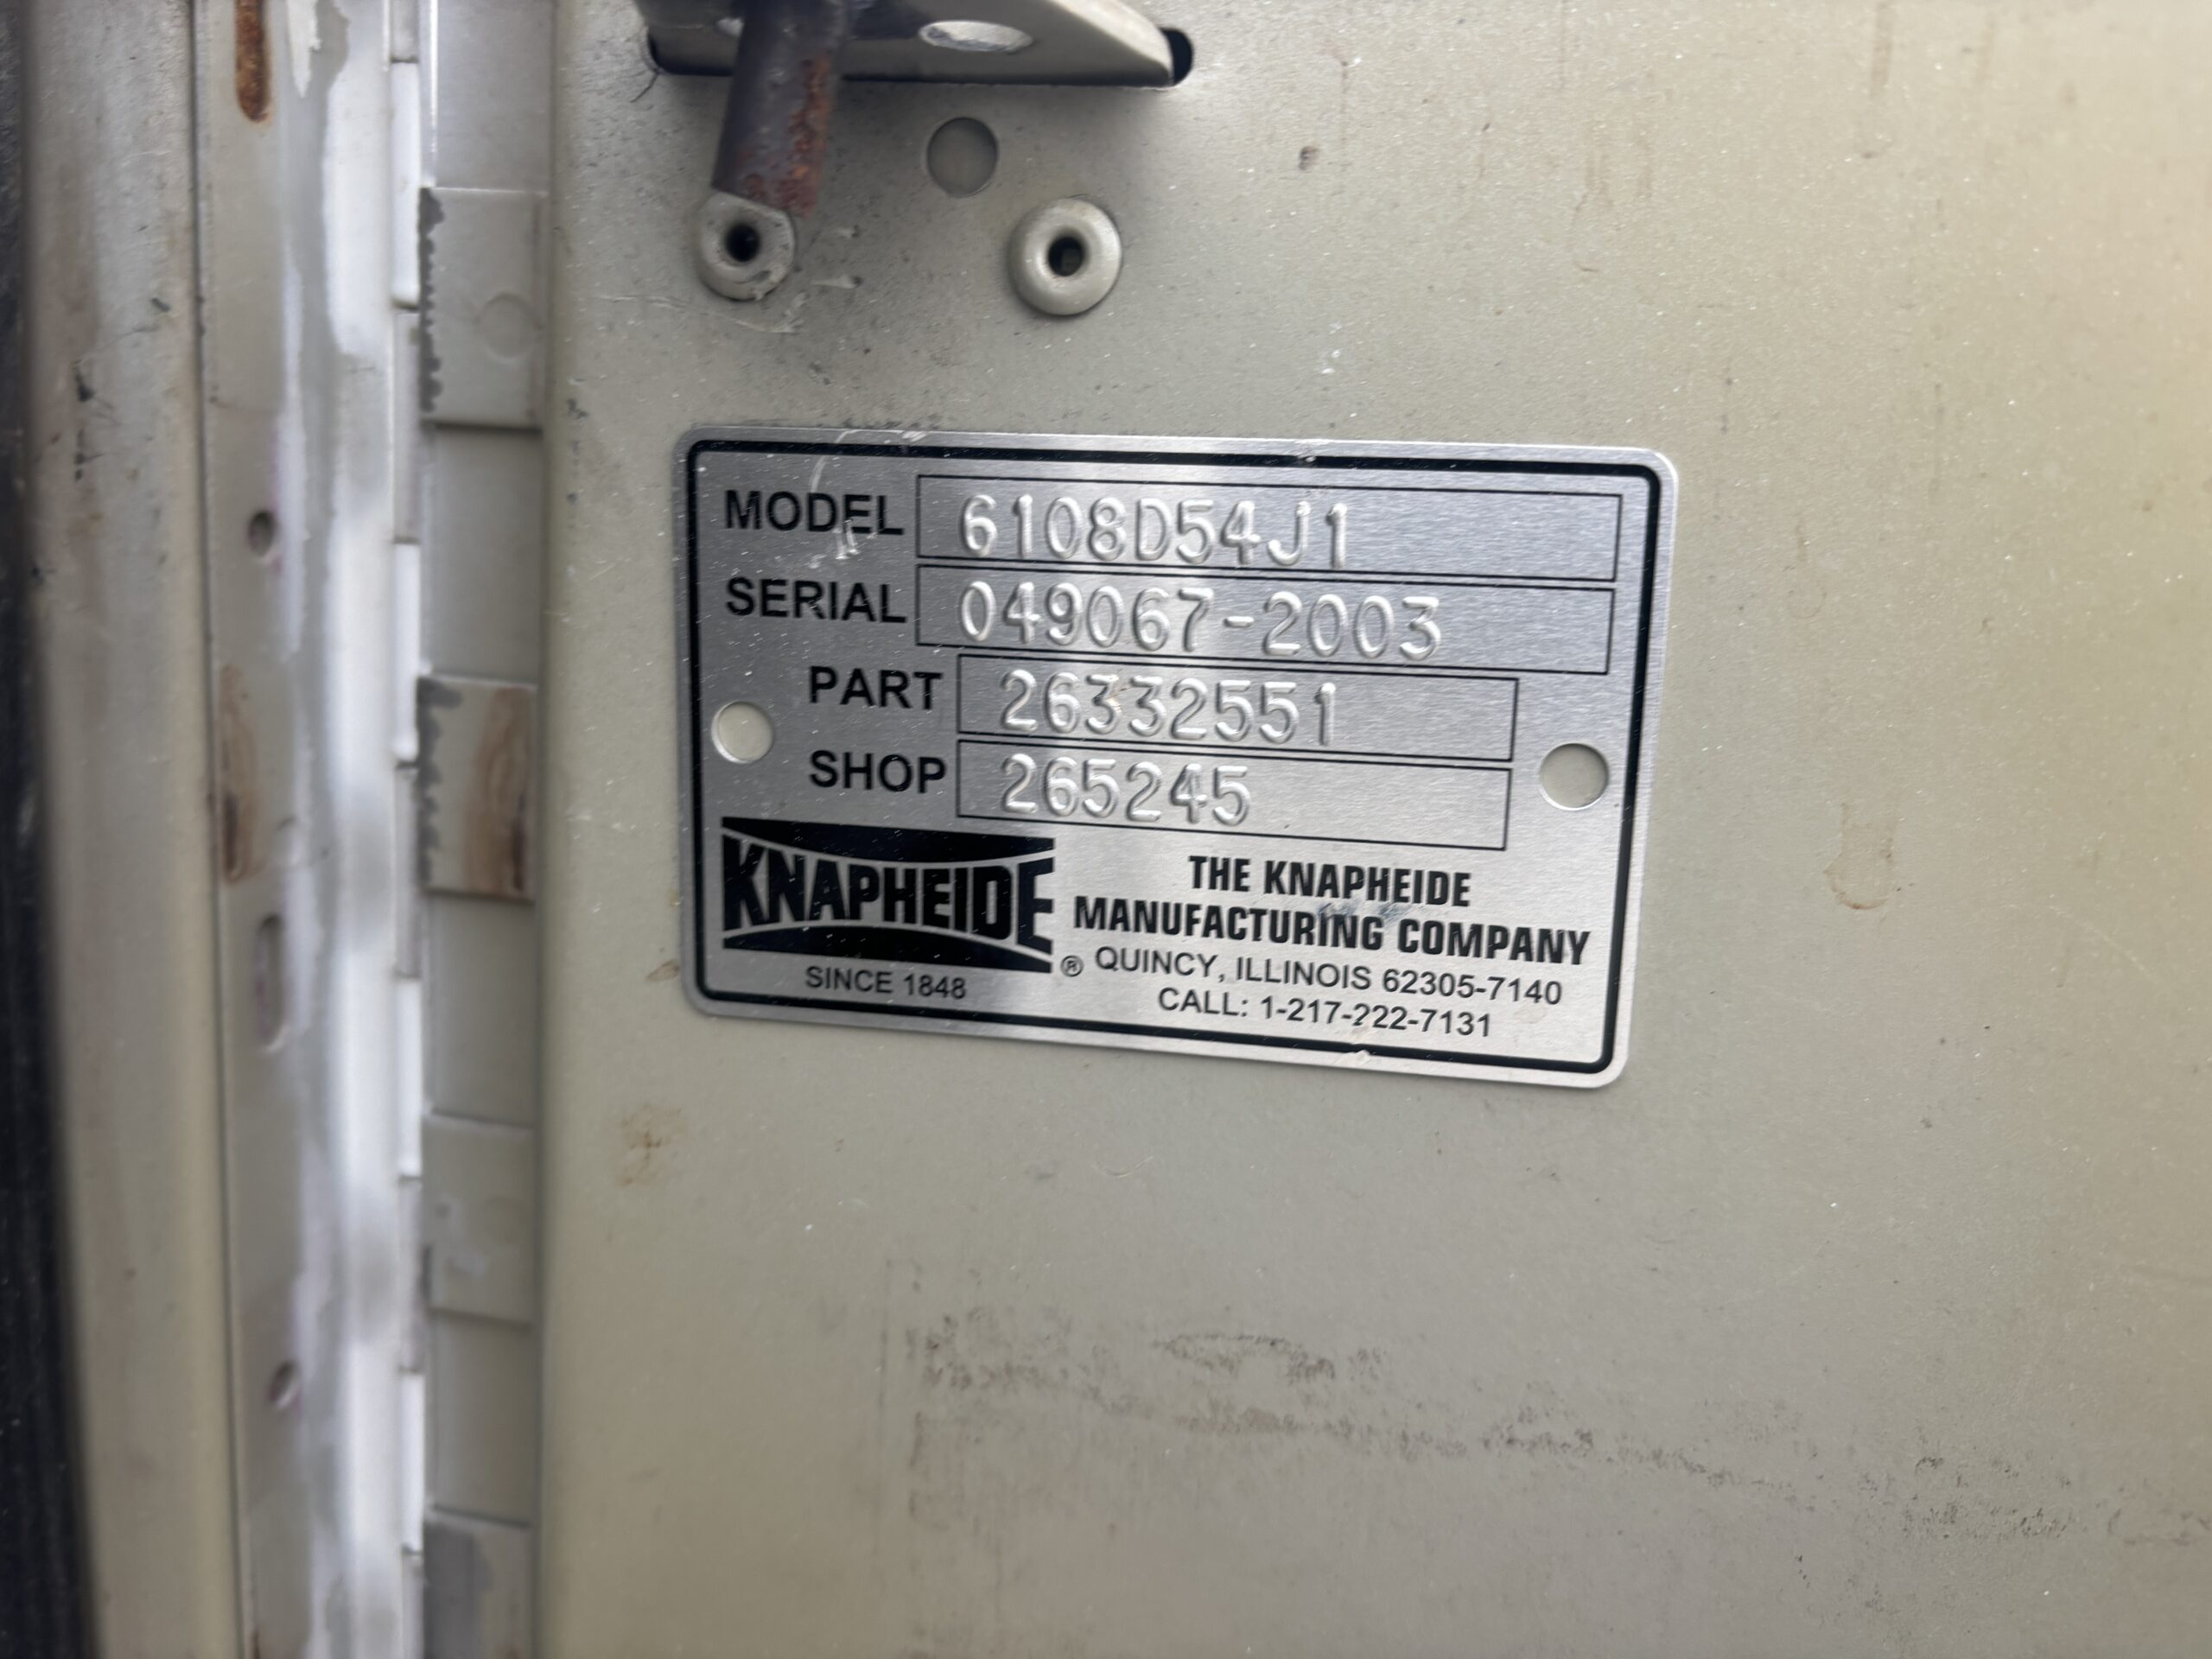 MODEL 6108D54J1
SERIAL 049067-2003
PART 26332551
SHOP 265245
KNAPHEIDE
SINCE 1848
®
THE KNAPHEIDE
MANUFACTURING COMPANY
QUINCY, ILLINOIS 62305-7140
CALL: 1-217-222-7131